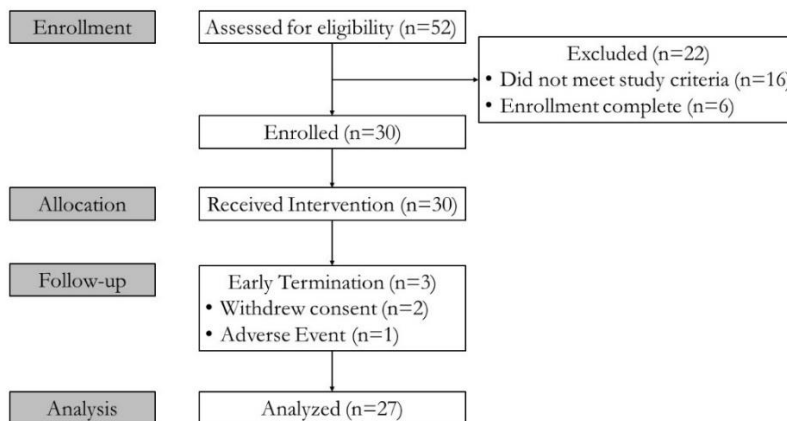 Enrollment
Assessed for eligibility (n=52)
Excluded (n=22)
• Did not meet study criteria (n=16)
• Enrollment complete (n=6)
Enrolled (n=30)
Allocation
Received Intervention (n=30)
Follow-up
Early Termination (n=3)
• Withdrew consent (n=2)
• Adverse Event (n=1)
Analysis
Analyzed (n=27)